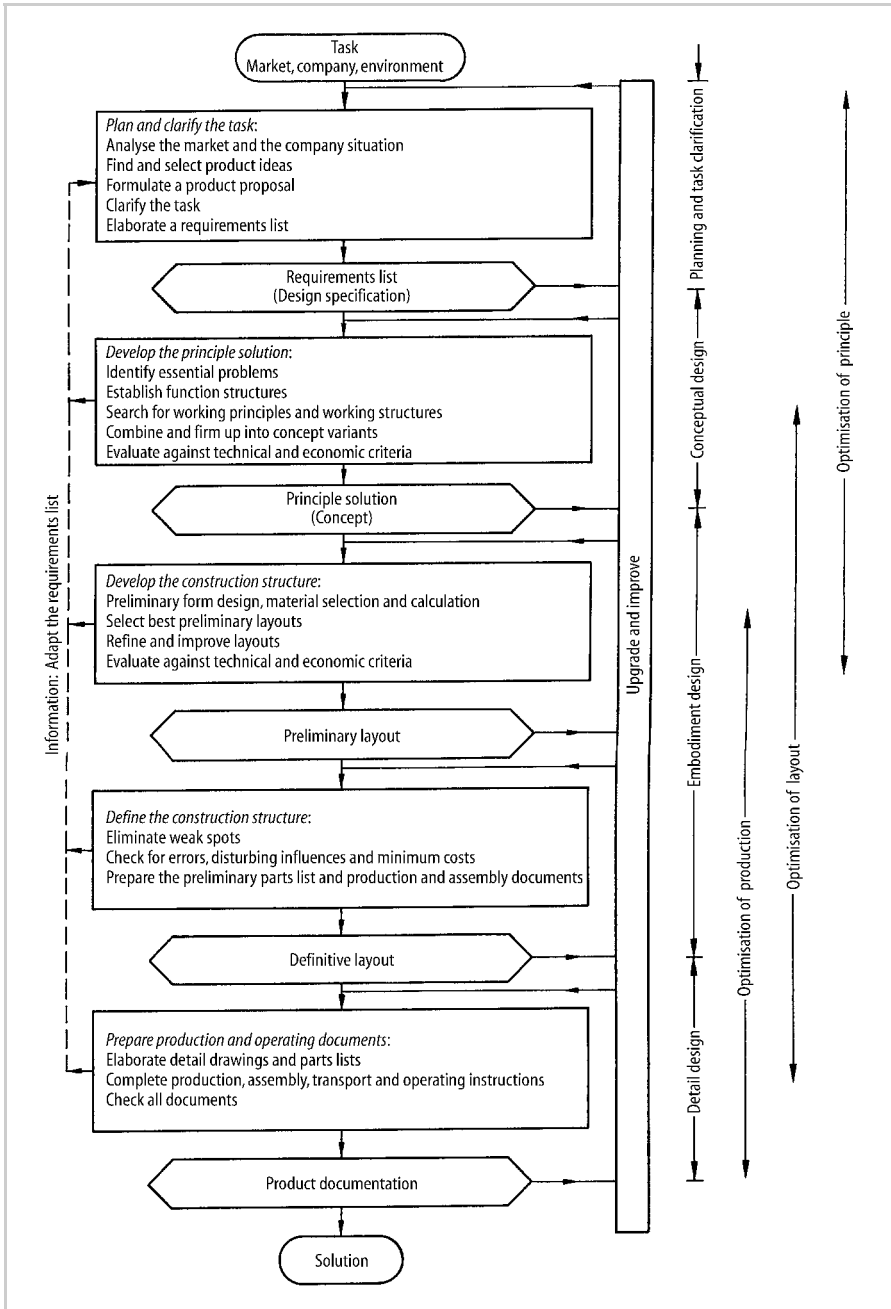 Task
Market, company, environment
Plan and clarify the task:
Analyse the market and the company situation
Find and select product ideas
Formulate a product proposal
Clarify the task
Elaborate a requirements list
Requirements list
(Design specification)
Develop the principle solution:
Identify essential problems
Establish function structures
Search for working principles and working structures
Combine and firm up into concept variants
Evaluate against technical and economic criteria
Principle solution
(Concept)
Develop the construction structure:
Preliminary form design, material selection and calculation
Select best preliminary layouts
Refine and improve layouts
Evaluate against technical and economic criteria
Preliminary layout
Define the construction structure:
Eliminate weak spots
Check for errors, disturbing influences and minimum costs
Prepare the preliminary parts list and production and assembly documents
Definitive layout
Prepare production and operating documents:
Elaborate detail drawings and parts lists
Complete production, assembly, transport and operating instructions
Check all documents
Product documentation
Solution
Information: Adapt the requirements list
Upgrade and improve
Planning and task clarification
Conceptual design
Embodiment design
Detail design
Optimisation of production
Optimisation of layout
Optimisation of principle